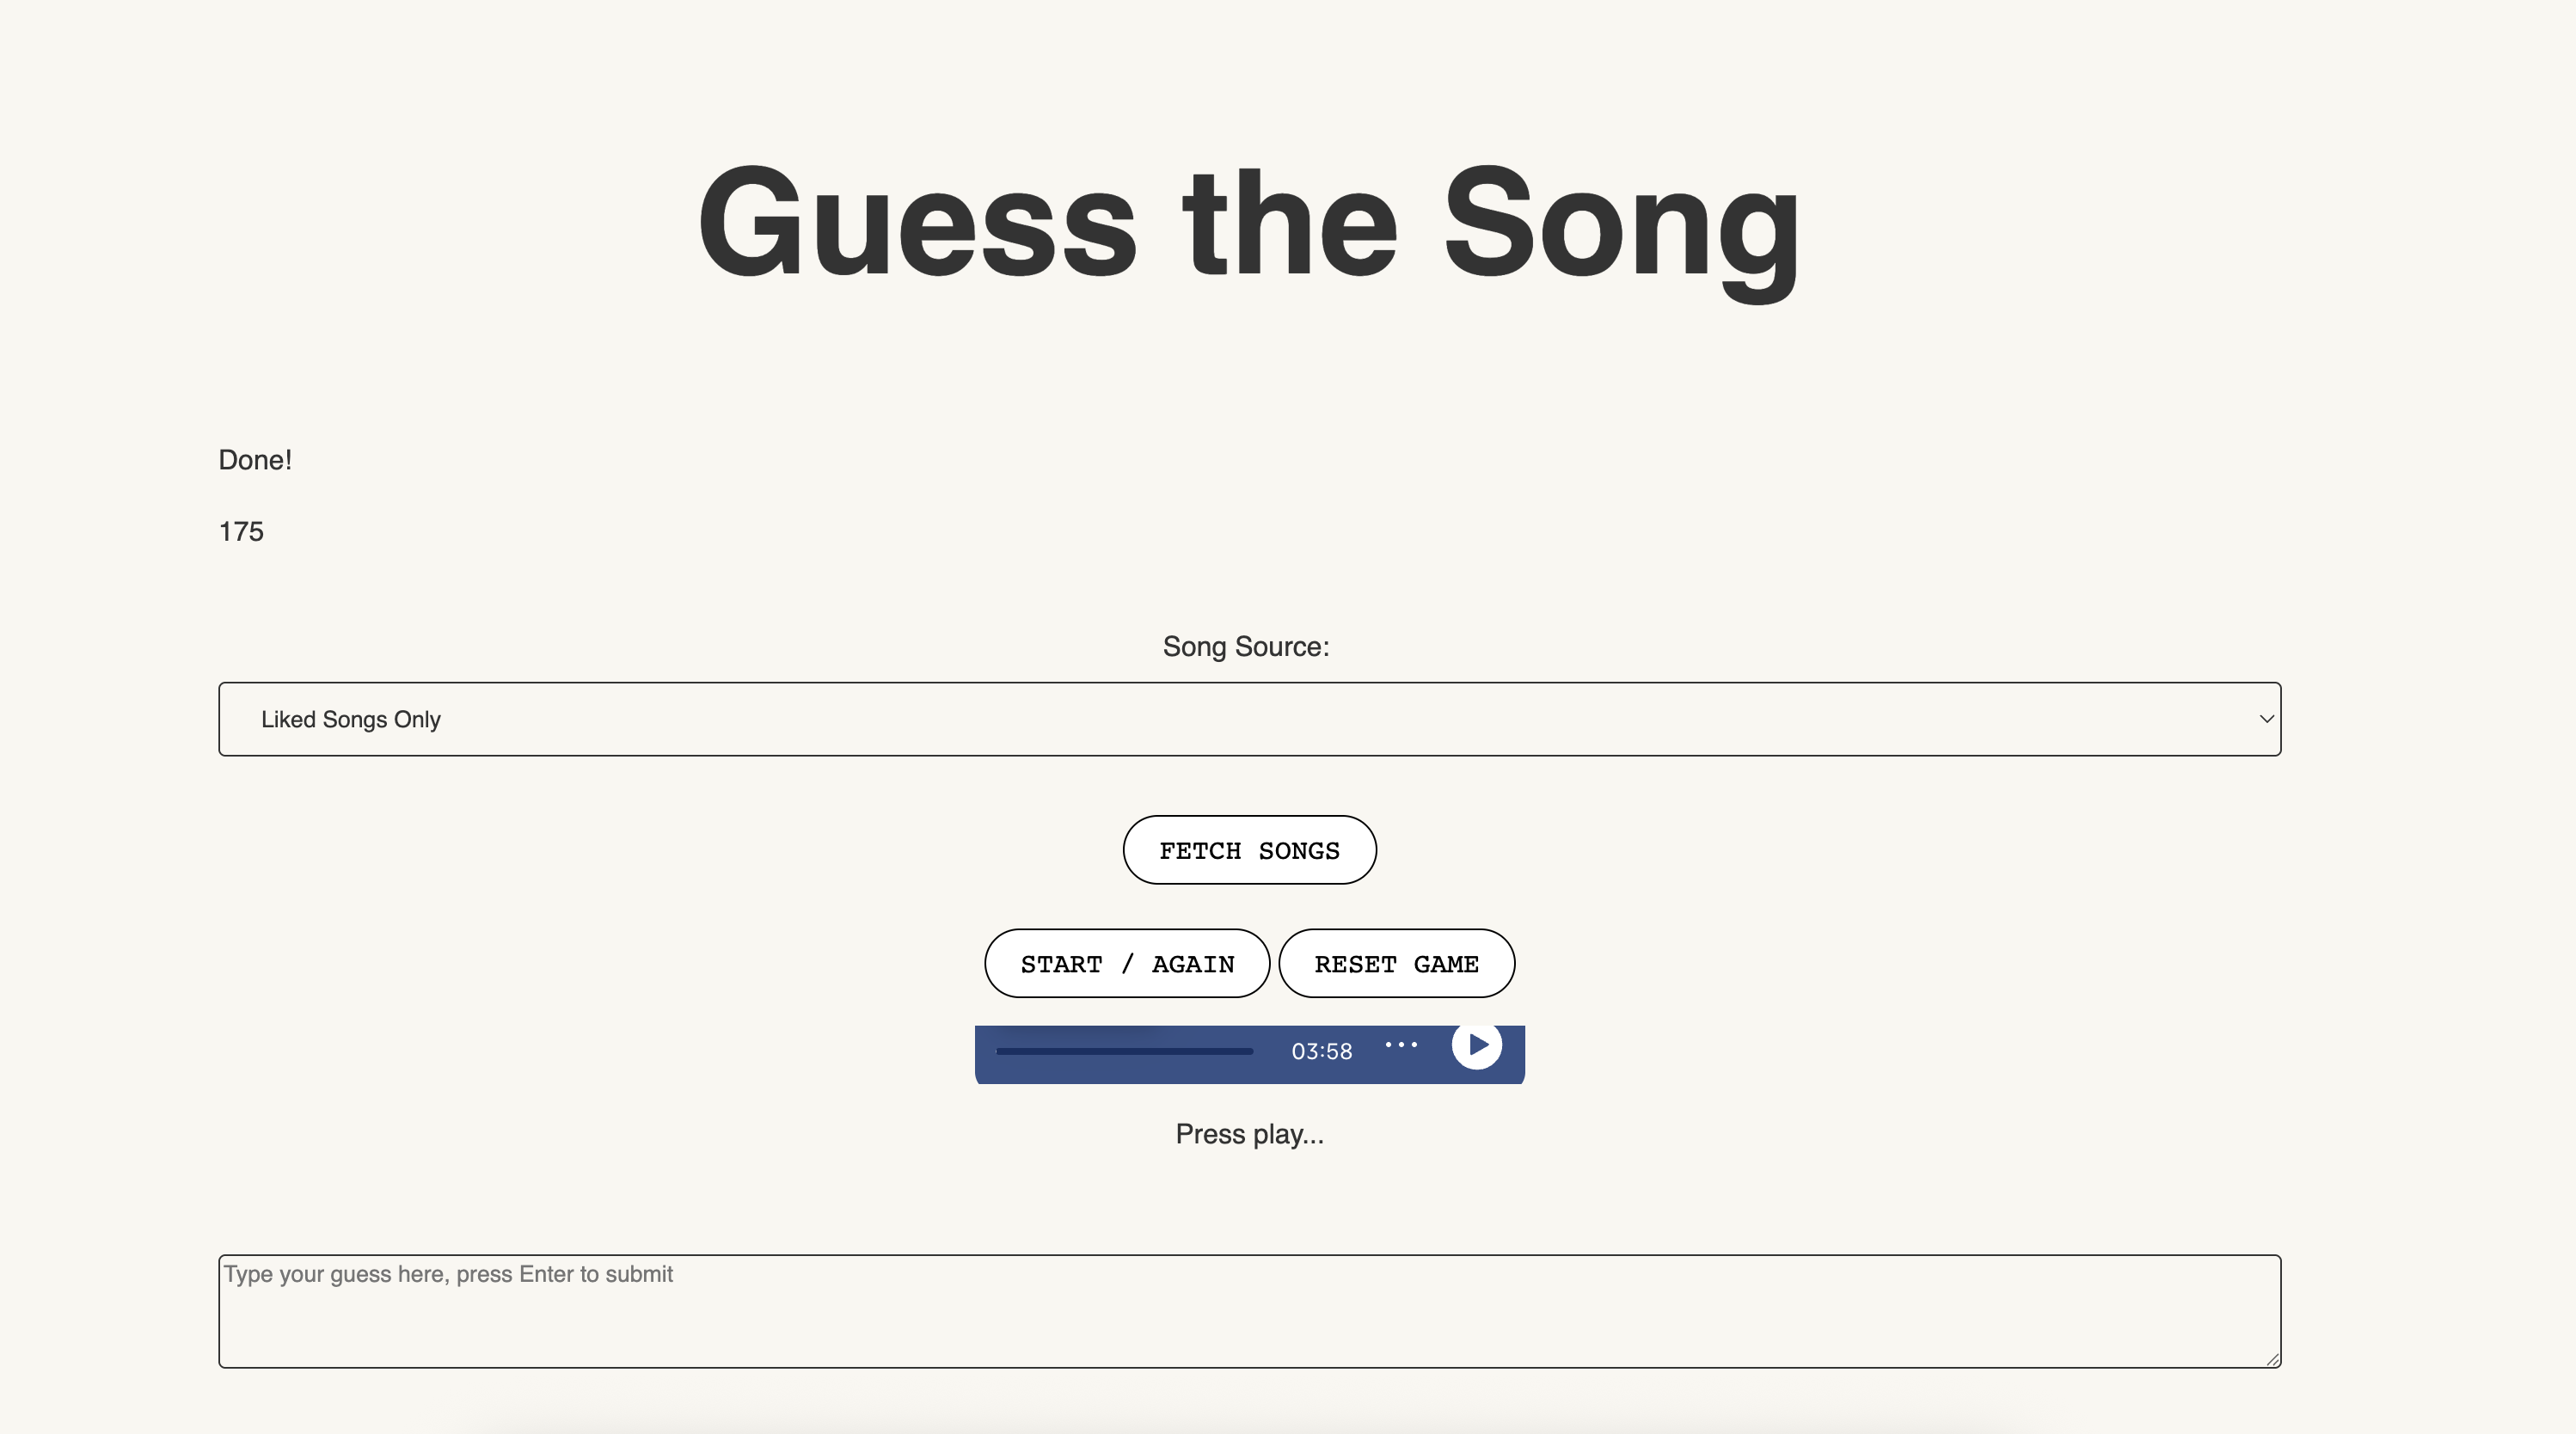 Guess the Song
Done!
175
Song Source:
Liked Songs Only
FETCH SONGS
START / AGAIN
RESET GAME
03:58
Press play...
Type your guess here, press Enter to submit